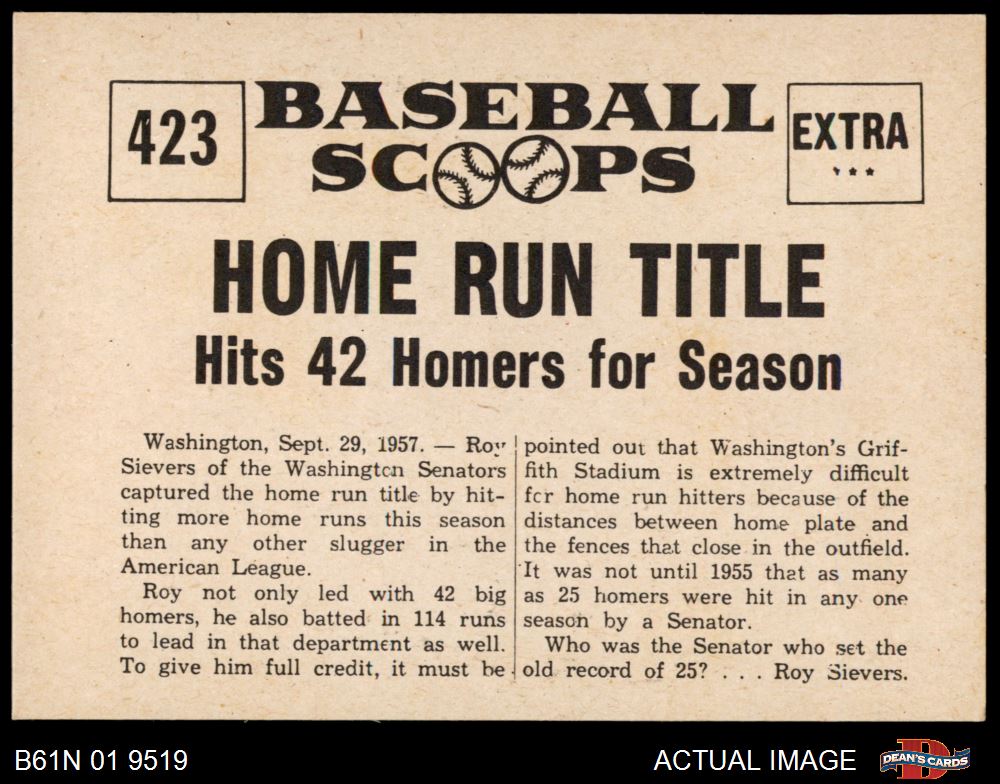 423
BASEBALL
SCOOPS
EXTRA
***
HOME RUN TITLE
Hits 42 Homers for Season
Washington, Sept. 29, 1957. — Roy
Sievers of the Washington Senators
captured the home run title by hit-
ting more home runs this season
than any other slugger in the
American League.
Roy not only led with 42 big
homers, he also batted in 114 runs
to lead in that department as well.
To give him full credit, it must be
pointed out that Washington's Grif-
fith Stadium is extremely difficult
for home run hitters because of the
distances between home plate and
the fences that close in the outfield.
It was not until 1955 that as many
as 25 homers were hit in any one
season by a Senator.
Who was the Senator who set the
old record of 25? . . . Roy Sievers.
B61N 01 9519
ACTUAL IMAGE
D
DEAN'S CARDS